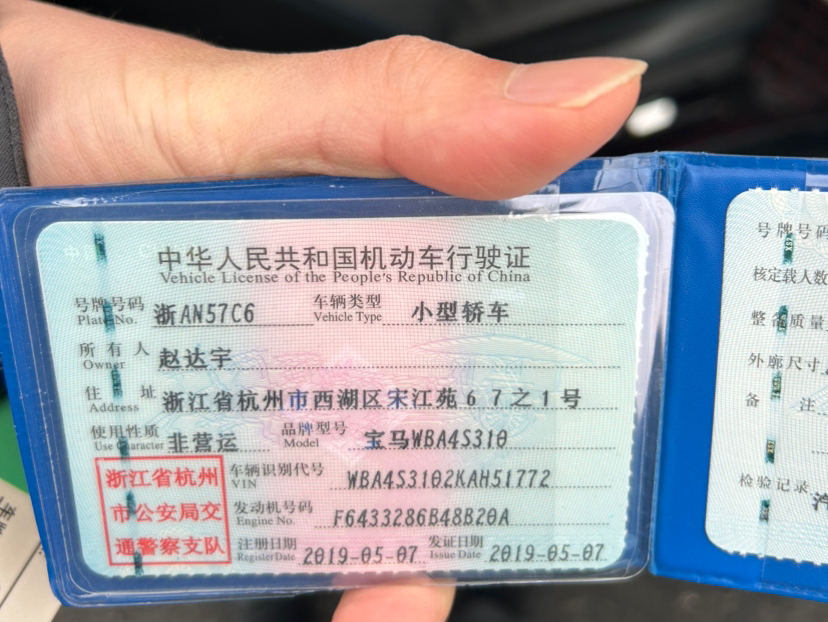 中华人民共和国机动车行驶证
Vehicle License of the People's Republic of China
号牌号码 浙AN57C6 车辆类型 小型轿车
Plate No. Vehicle Type
所有人 赵达宇
Owner
住址 浙江省杭州市西湖区宋江苑67之1号
Address
使用性质 非营运 品牌型号 宝马WBA4S310
Use Character Model
浙江省杭州
市公安局交
通警察支队
车辆识别代号 WBA4S3102KAH51772
VIN
发动机号码 F6433286B48B20A
Engine No.
注册日期 2019-05-07 发证日期 2019-05-07
Register Date Issue Date
号牌号码
核定载人数
整备质量
外廓尺寸
备注
检验记录